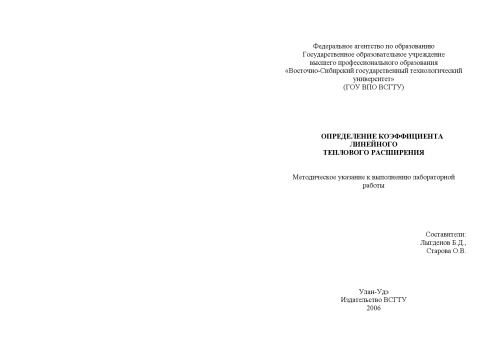 Федеральное агентство по образованию
Государственное образовательное учреждение
высшего профессионального образования
«Восточно-Сибирский государственный технологический
университет»
(ГОУ ВПО ВСГТУ)
ОПРЕДЕЛЕНИЕ КОЭФФИЦИЕНТА
ЛИНЕЙНОГО
ТЕПЛОВОГО РАСШИРЕНИЯ
Методическое указание к выполнению лабораторной
работы
Составители:
Лыгденов Б.Д.,
Старова О.В.
Улан-Удэ
Издательство ВСГТУ
2006